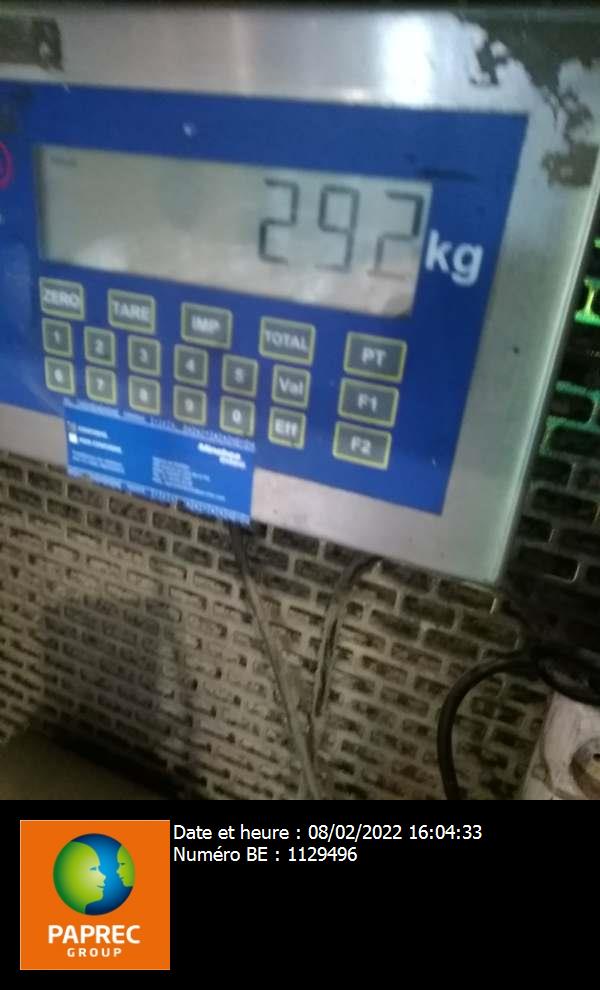 292 kg
ZERO TARE IMP TOTAL PT
1 2 3 4 5 Val F1
6 7 8 9 0 Eff F2
Date et heure : 08/02/2022 16:04:33
Numéro BE : 1129496
PAPREC
GROUP